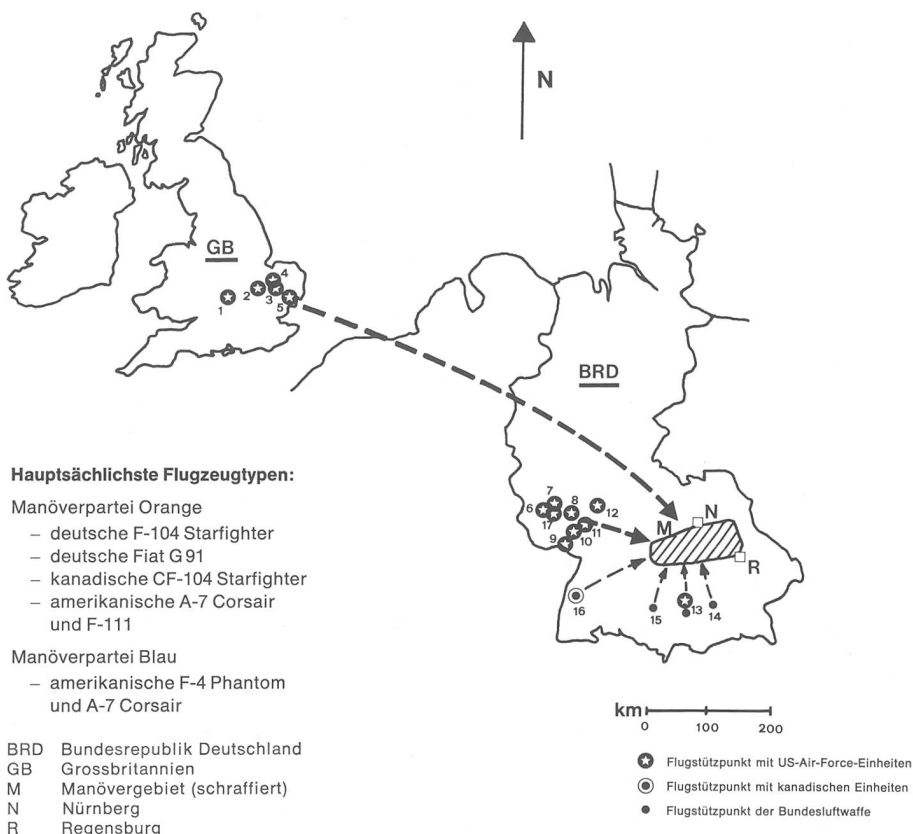 N
GB
4
2
3
1
5
BRD
Hauptsächlichste Flugzeugtypen:
Manöverpartei Orange
– deutsche F-104 Starfighter
– deutsche Fiat G 91
– kanadische CF-104 Starfighter
– amerikanische A-7 Corsair
und F-111
Manöverpartei Blau
– amerikanische F-4 Phantom
und A-7 Corsair
BRD Bundesrepublik Deutschland
GB Grossbritannien
M Manövergebiet (schraffiert)
N Nürnberg
R Regensburg
7
6
8
12
17
11
10
9
M
N
R
16
15
13
14
km
0 100 200
Flugstützpunkt mit US-Air-Force-Einheiten
Flugstützpunkt mit kanadischen Einheiten
Flugstützpunkt der Bundesluftwaffe